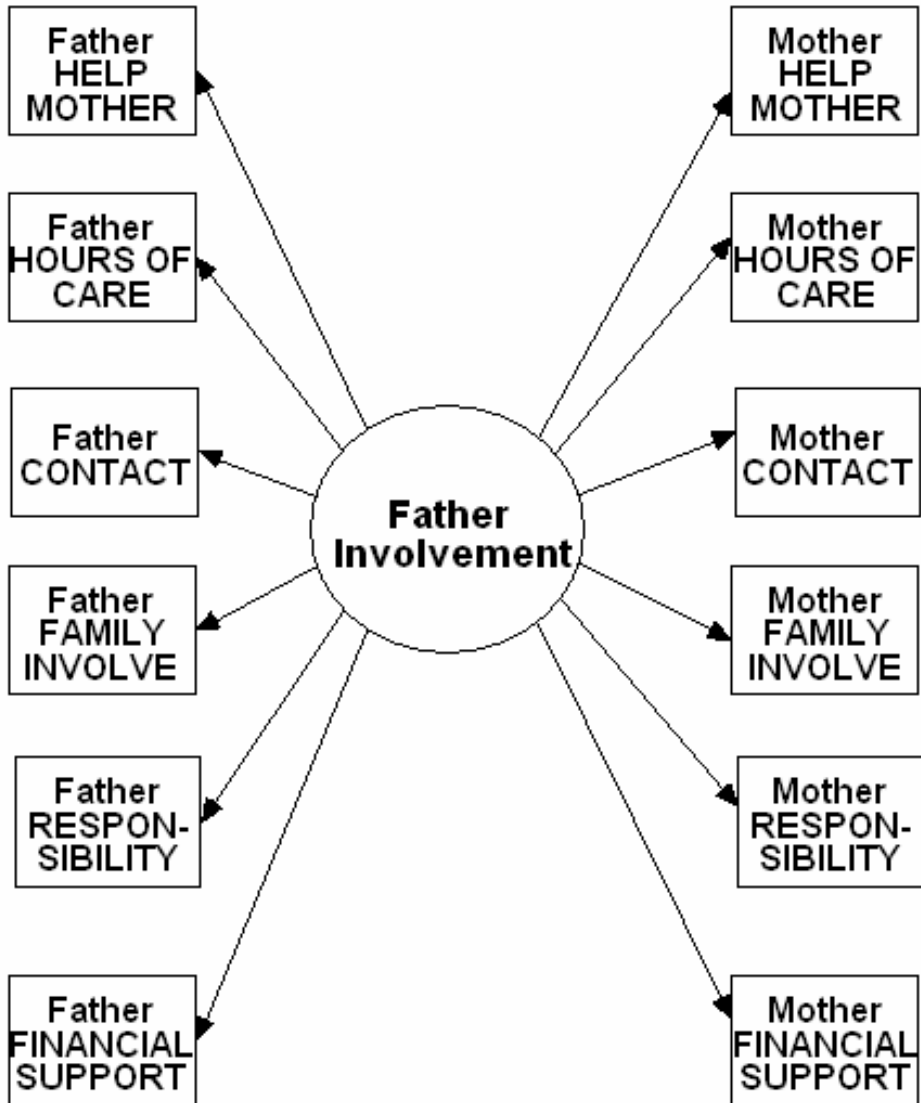 Father
HELP
MOTHER
Mother
HELP
MOTHER
Father
HOURS OF
CARE
Mother
HOURS OF
CARE
Father
CONTACT
Mother
CONTACT
Father
Involvement
Father
FAMILY
INVOLVE
Mother
FAMILY
INVOLVE
Father
RESPON-
SIBILITY
Mother
RESPON-
SIBILITY
Father
FINANCIAL
SUPPORT
Mother
FINANCIAL
SUPPORT